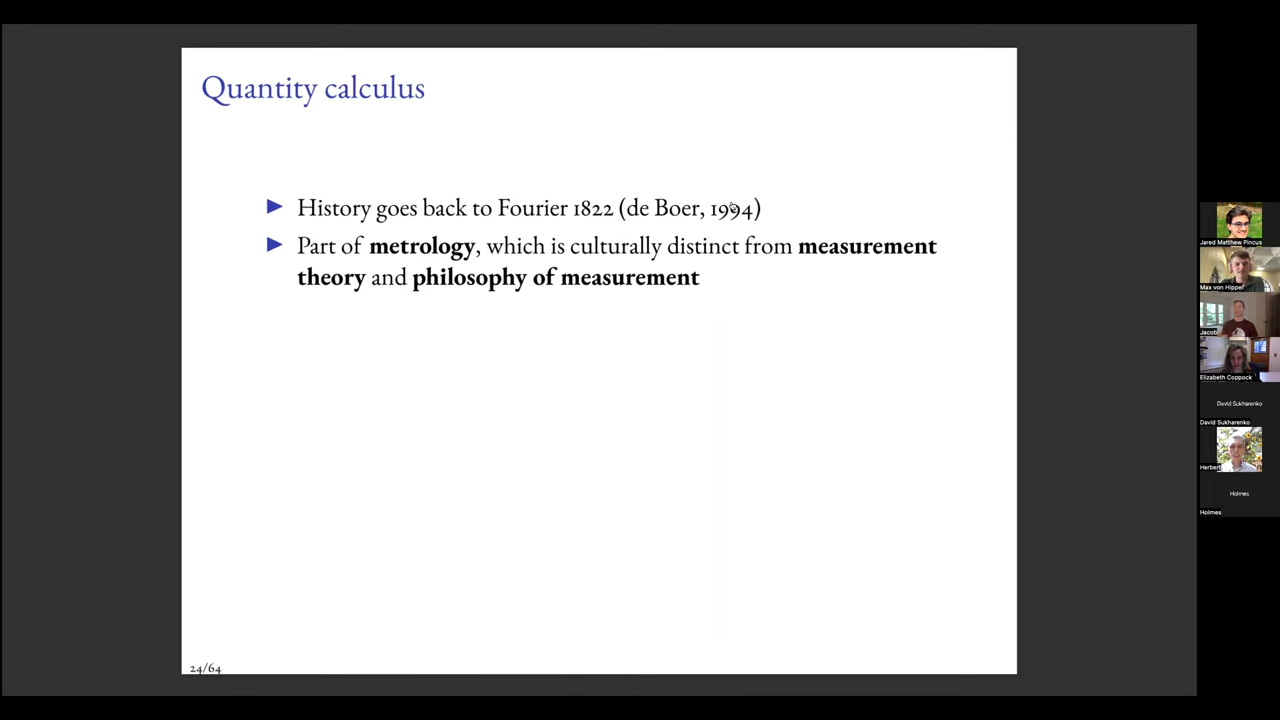 Quantity calculus
▶ History goes back to Fourier 1822 (de Boer, 1994)
▶ Part of metrology, which is culturally distinct from measurement
theory and philosophy of measurement
24/64
Jared Matthew Pincus
Max von Hippel
Jacob
Elizabeth Coppock
David Sukharenko
David Sukharenko
Herbert
Holmes
Holmes